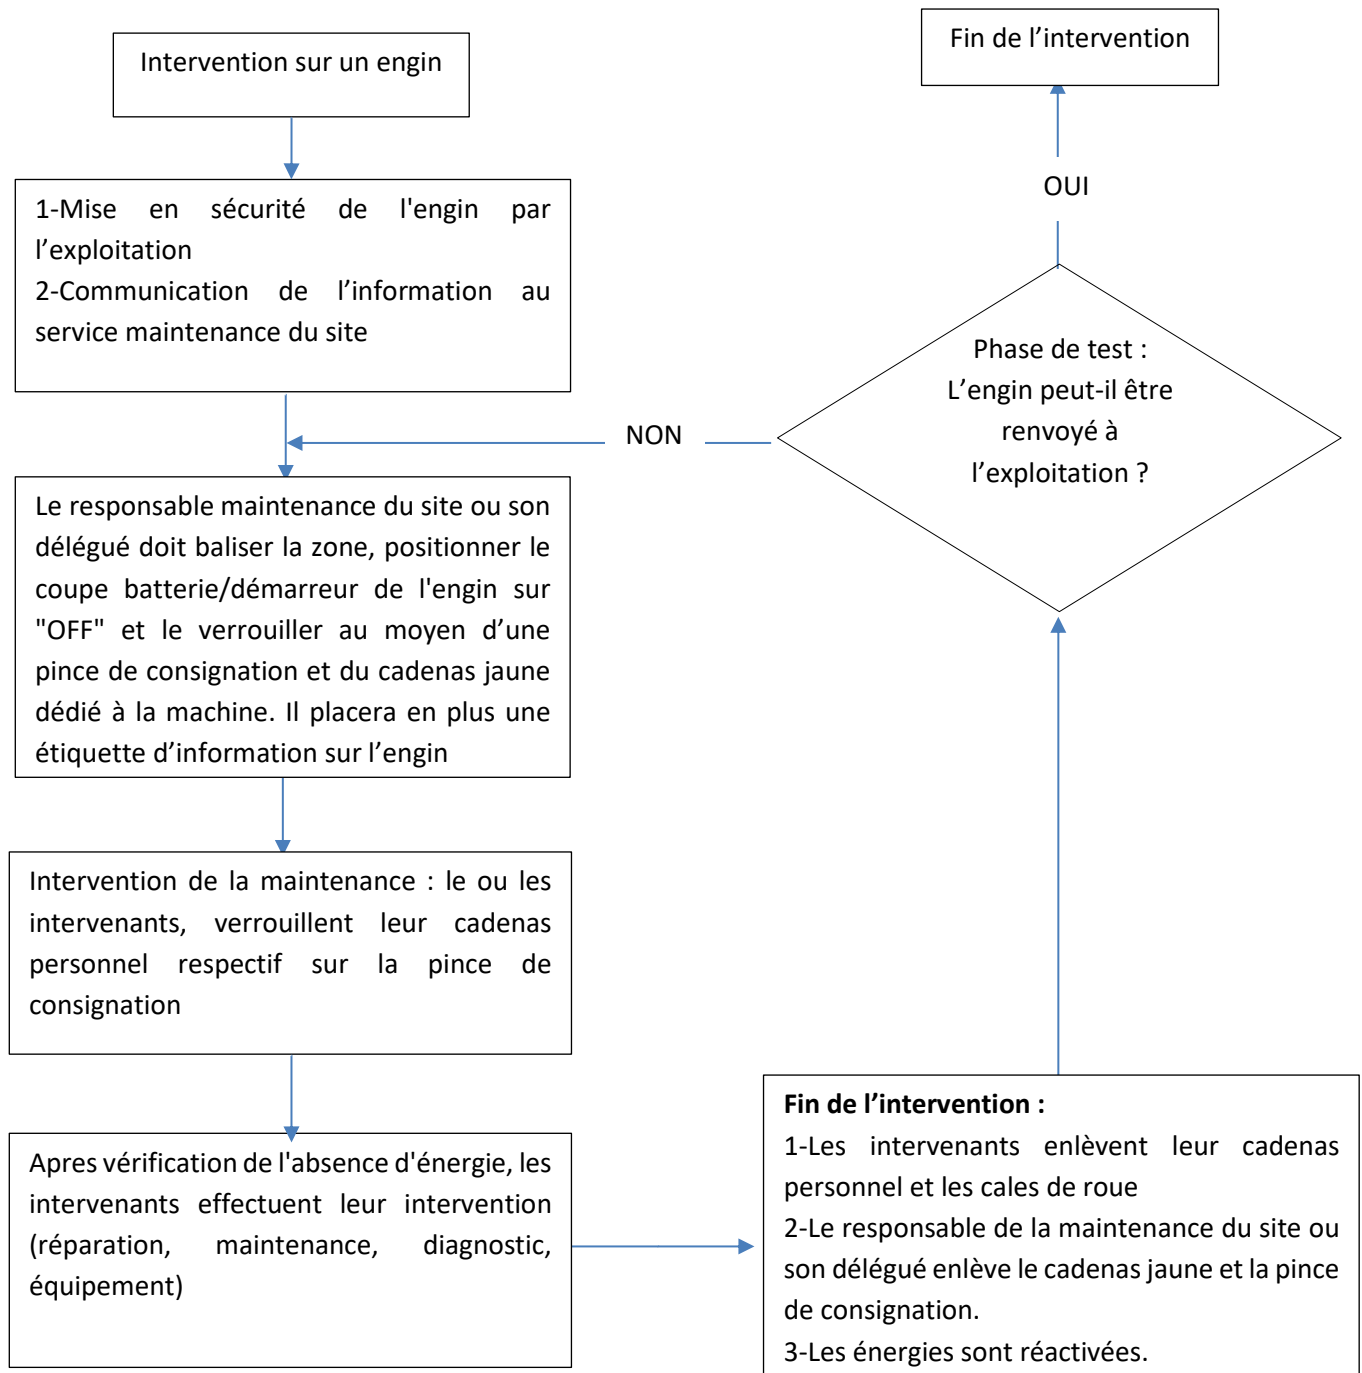 Intervention sur un engin
1-Mise en sécurité de l'engin par
l’exploitation
2-Communication de l’information au
service maintenance du site
Le responsable maintenance du site ou son
délégué doit baliser la zone, positionner le
coupe batterie/démarreur de l'engin sur
"OFF" et le verrouiller au moyen d’une
pince de consignation et du cadenas jaune
dédié à la machine. Il placera en plus une
étiquette d’information sur l’engin
Intervention de la maintenance : le ou les
intervenants, verrouillent leur cadenas
personnel respectif sur la pince de
consignation
Apres vérification de l'absence d'énergie, les
intervenants effectuent leur intervention
(réparation, maintenance, diagnostic,
équipement)
Fin de l’intervention :
1-Les intervenants enlèvent leur cadenas
personnel et les cales de roue
2-Le responsable de la maintenance du site ou
son délégué enlève le cadenas jaune et la pince
de consignation.
3-Les énergies sont réactivées.
Phase de test :
L’engin peut-il être
renvoyé à
l’exploitation ?
NON
OUI
Fin de l’intervention